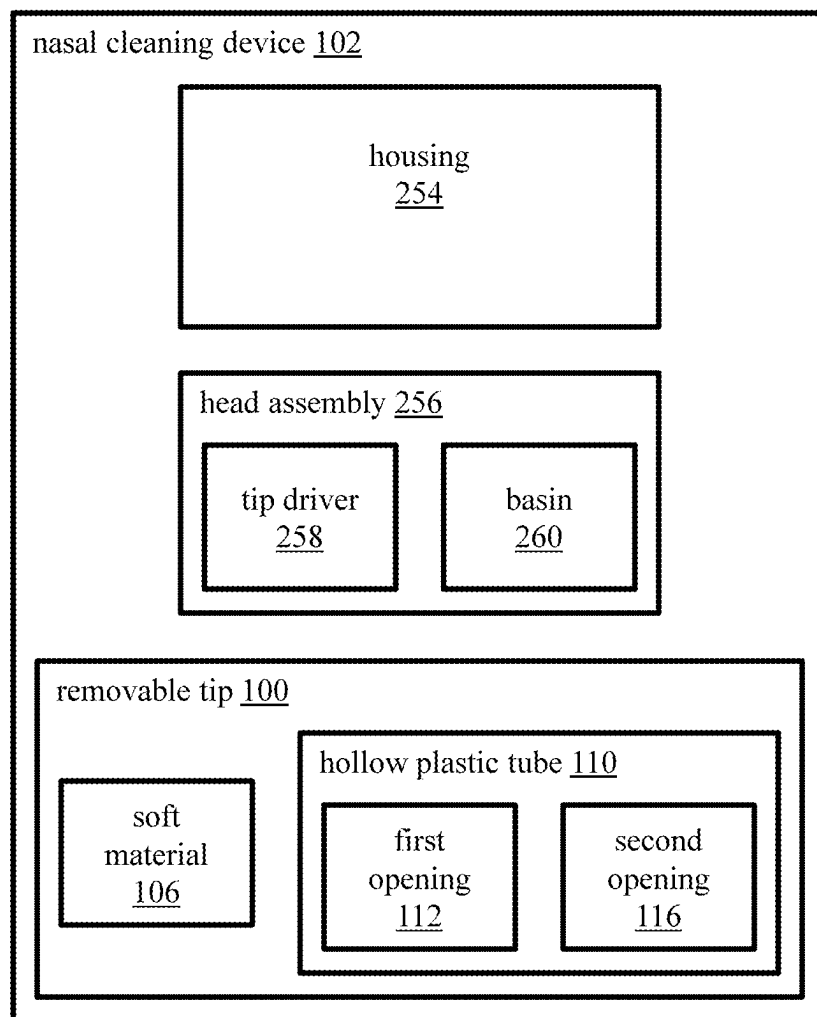 nasal cleaning device 102
housing
254
head assembly 256
tip driver
258
basin
260
removable tip 100
soft
material
106
hollow plastic tube 110
first
opening
112
second
opening
116